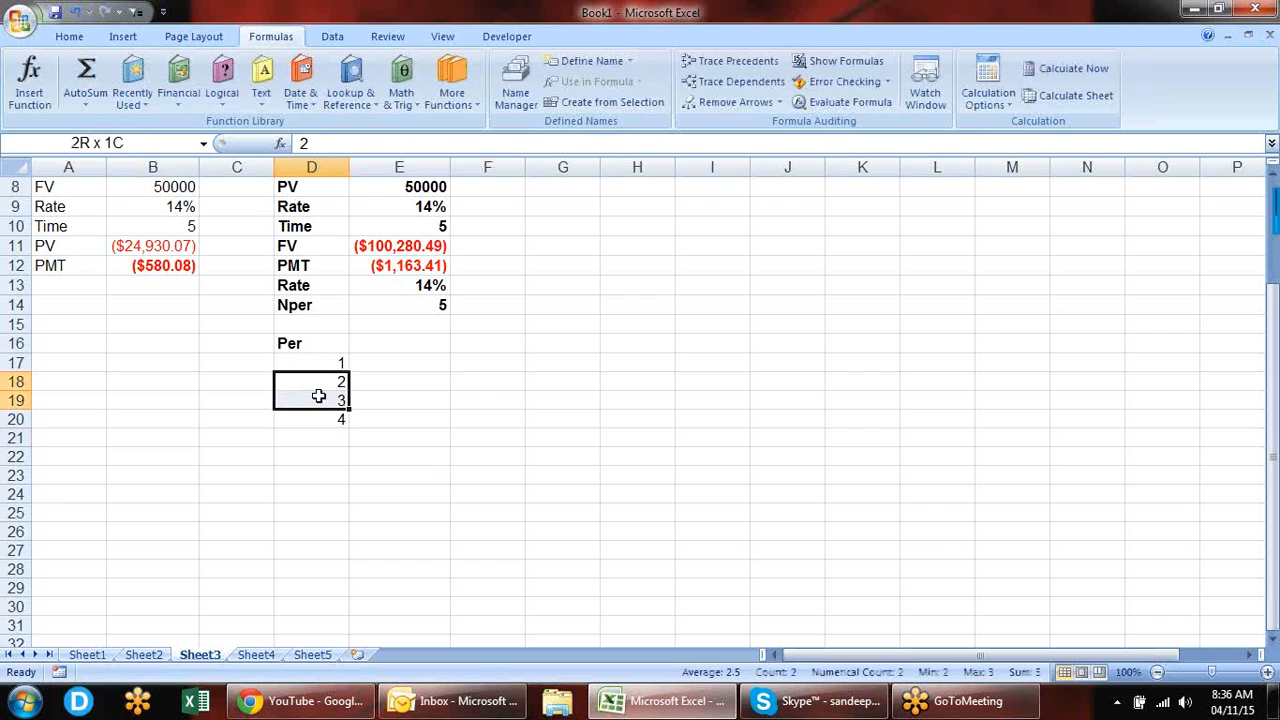 Book1 - Microsoft Excel
Home Insert Page Layout Formulas Data Review View Developer
Insert Function
AutoSum
Recently Used
Financial
Logical
Text
Date & Time
Lookup & Reference
Math & Trig
More Functions
Function Library
Name Manager
Define Name
Use in Formula
Create from Selection
Defined Names
Trace Precedents
Trace Dependents
Remove Arrows
Show Formulas
Error Checking
Evaluate Formula
Formula Auditing
Watch Window
Calculation Options
Calculate Now
Calculate Sheet
Calculation
2R x 1C fx 2
A B C D E F G H I J K L M N O P
8 FV 50000 PV 50000
9 Rate 14% Rate 14%
10 Time 5 Time 5
11 PV ($24,930.07) FV ($100,280.49)
12 PMT ($580.08) PMT ($1,163.41)
13 Rate 14%
14 Nper 5
15
16 Per
17 1
18 2
19 3
20 4
21
22
23
24
25
26
27
28
29
30
31
32
Sheet1 Sheet2 Sheet3 Sheet4 Sheet5
Ready Average: 2.5 Count: 2 Numerical Count: 2 Min: 2 Max: 3 Sum: 5 100%
YouTube - Googl... Inbox - Microsoft ... Microsoft Excel - ... Skype™ - sandeep... GoToMeeting 8:36 AM
04/11/15